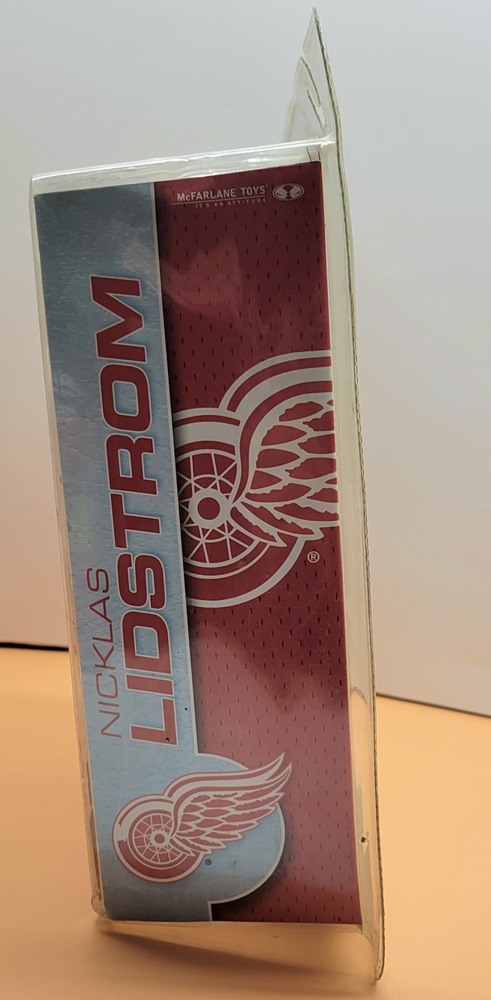 McFARLANE TOYS
IT'S AN ATTITUDE
NICKLAS
LIDSTROM
®
®